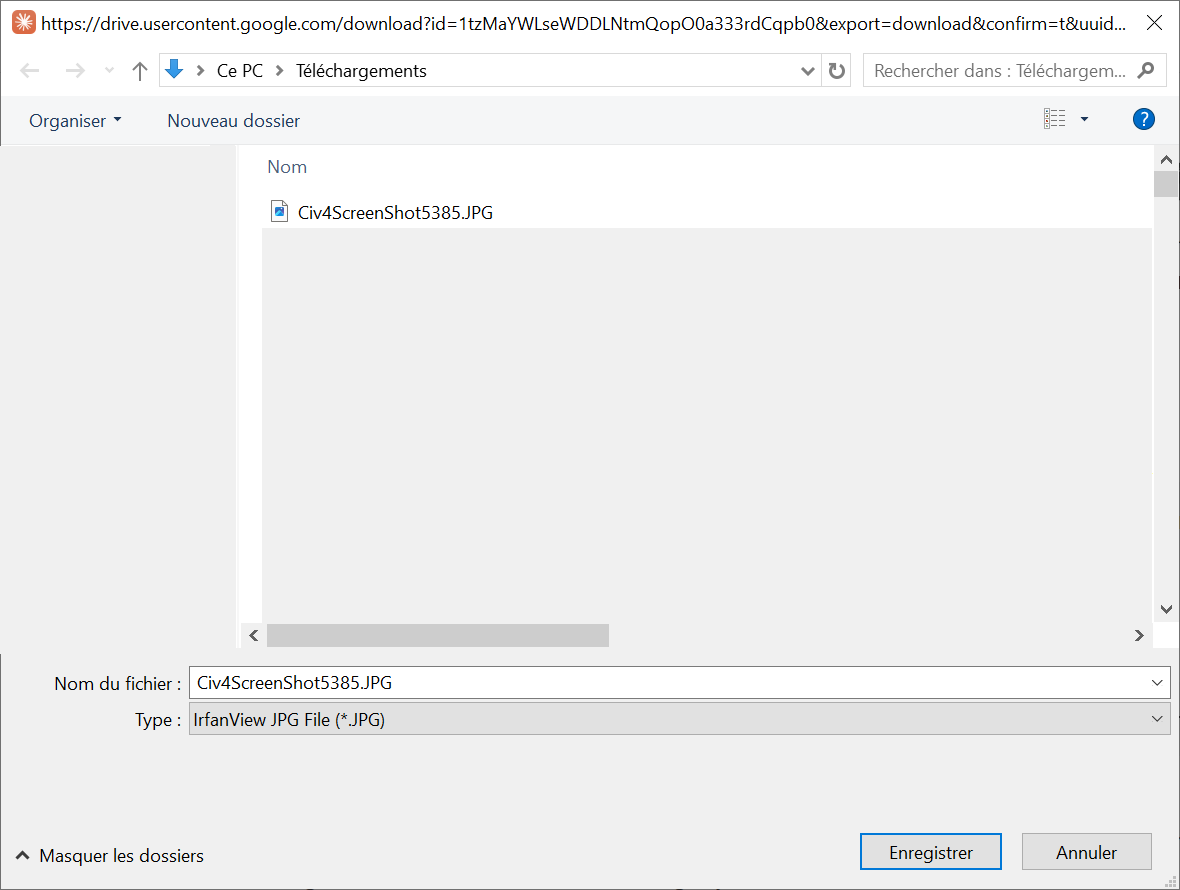 https://drive.usercontent.google.com/download?id=1tzMaYWLseWDDLNtmQopO0a333rdCqpb0&export=download&confirm=t&uuid...
Ce PC > Téléchargements
Rechercher dans : Téléchargem...
Organiser
Nouveau dossier
?
Nom
Civ4ScreenShot5385.JPG
Nom du fichier : Civ4ScreenShot5385.JPG
Type : IrfanView JPG File (*.JPG)
Masquer les dossiers
Enregistrer
Annuler